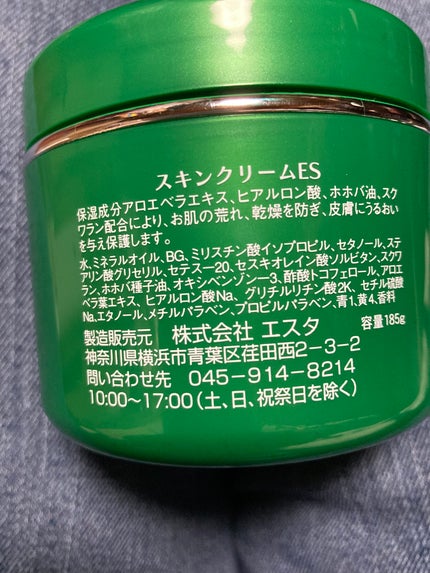 スキンクリームES
保湿成分アロエベラエキス、ヒアルロン酸、ホホバ油、スク
ワラン配合により、お肌の荒れ、乾燥を防ぎ、皮膚にうるおい
を与え保護します。
水、ミネラルオイル、BG、ミリスチン酸イソプロピル、セタノール、ステ
アリン酸グリセリル、セテスー20、セスキオレイン酸ソルビタン、スクワ
ラン、ホホバ種子油、オキシベンゾンー3、酢酸トコフェロール、アロエ
ベラ葉エキス、ヒアルロン酸Na、グリチルリチン酸2K、セチル硫酸
Na、エタノール、メチルパラベン、プロピルパラベン、青1、黄4、香料
製造販売元 株式会社 エスタ 容量185g
神奈川県横浜市青葉区荏田西2－3－2
問い合わせ先 045－914－8214
10:00〜17:00（土、日、祝祭日を除く）